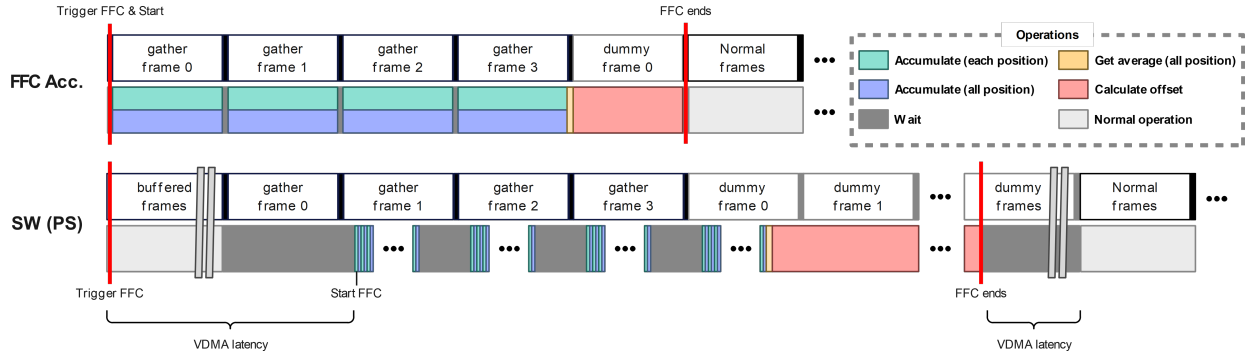 Trigger FFC & Start
FFC ends
FFC Acc.
gather
frame 0
gather
frame 1
gather
frame 2
gather
frame 3
dummy
frame 0
Normal
frames
•••
•••
Operations
Accumulate (each position)
Get average (all position)
Accumulate (all position)
Calculate offset
Wait
Normal operation
SW (PS)
buffered
frames
gather
frame 0
gather
frame 1
gather
frame 2
gather
frame 3
dummy
frame 0
dummy
frame 1
•••
dummy
frames
Normal
frames
•••
•••
•••
•••
•••
•••
Trigger FFC
Start FFC
FFC ends
VDMA latency
VDMA latency